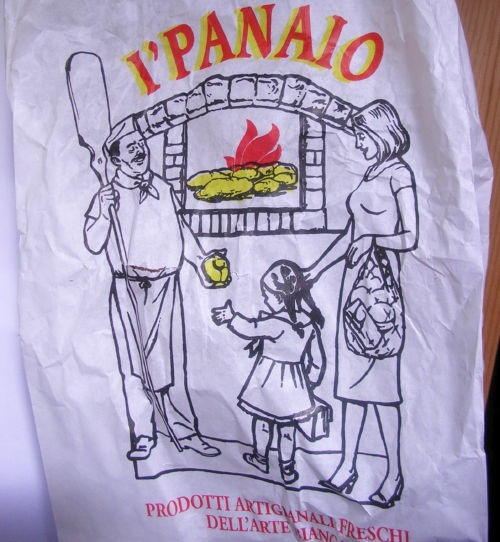 I' PANAIO
PRODOTTI ARTIGIANALI FRESCHI
DELL'ARTE